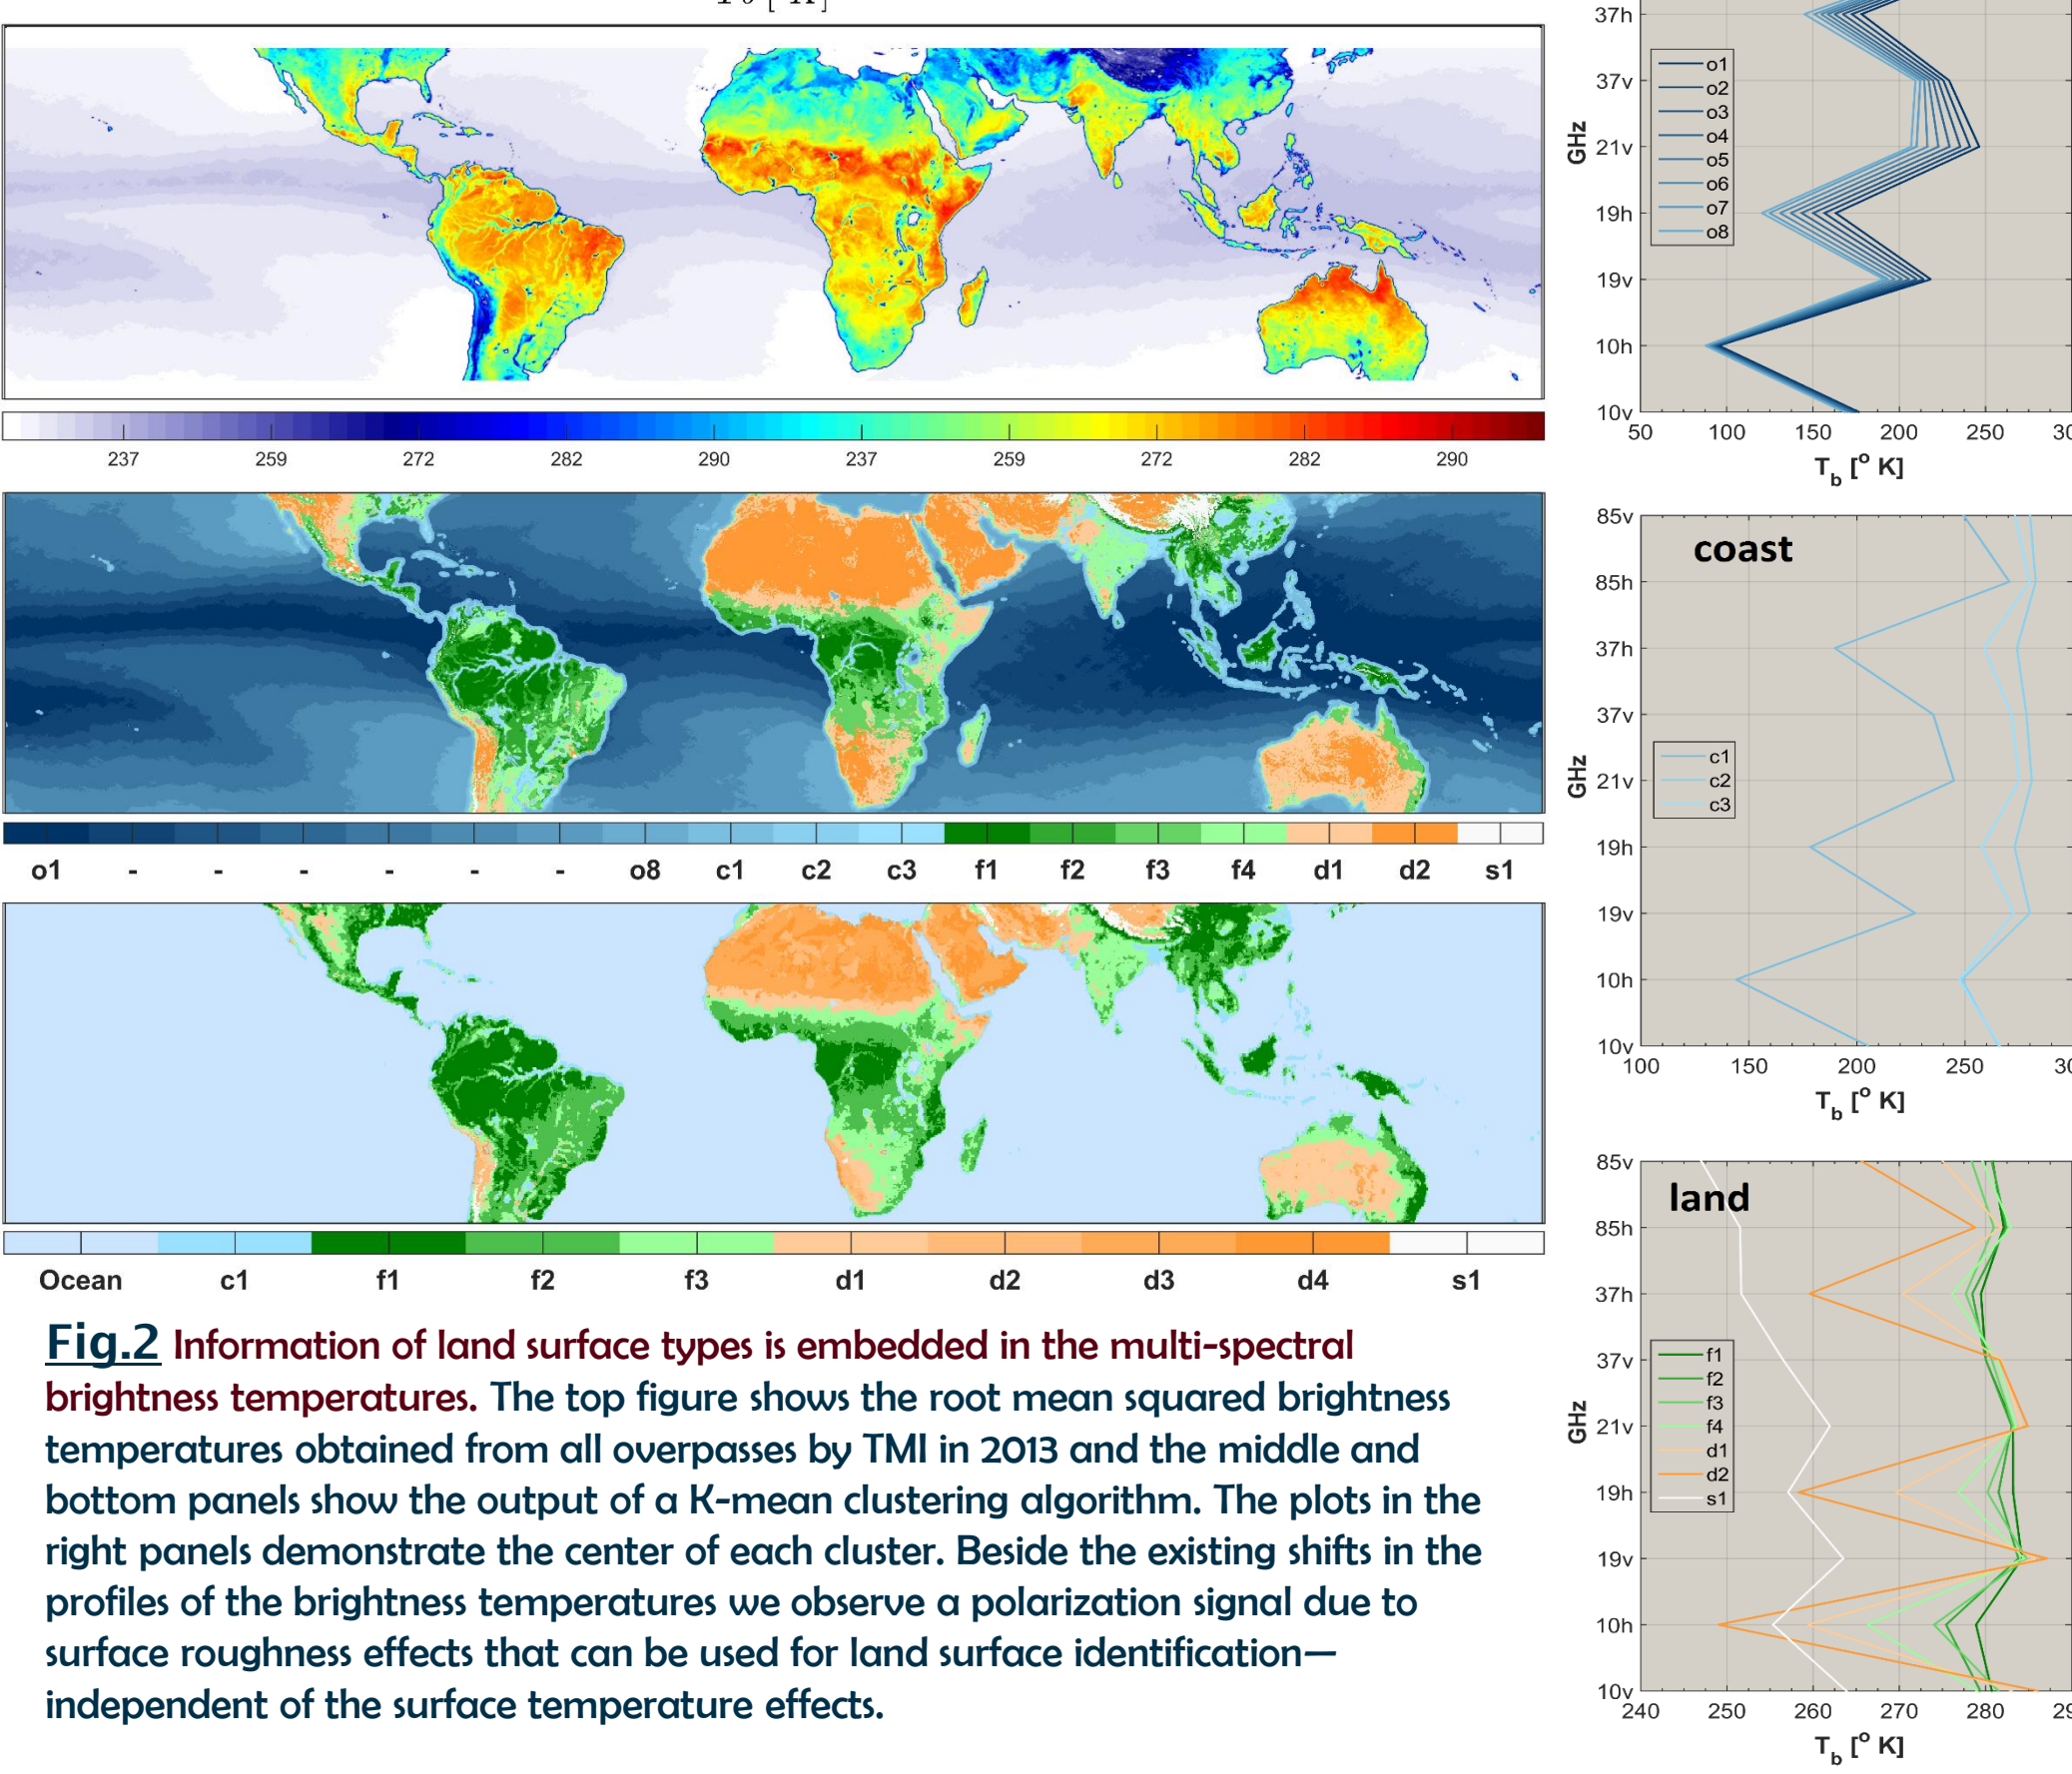 37h
37v
21v
19h
19v
10h
10v
GHz
o1
o2
o3
o4
o5
o6
o7
o8
50 100 150 200 250
Tb [o K]
237 259 272 282 290 237 259 272 282 290
o1 - - - - - - o8 c1 c2 c3 f1 f2 f3 f4 d1 d2 s1
coast
85v
85h
37h
37v
21v
19h
19v
10h
10v
GHz
c1
c2
c3
100 150 200 250
Tb [o K]
Ocean c1 f1 f2 f3 d1 d2 d3 d4 s1
land
85v
85h
37h
37v
21v
19h
19v
10h
10v
GHz
f1
f2
f3
f4
d1
d2
s1
240 250 260 270 280
Tb [o K]
Fig.2 Information of land surface types is embedded in the multi-spectral
brightness temperatures. The top figure shows the root mean squared brightness
temperatures obtained from all overpasses by TMI in 2013 and the middle and
bottom panels show the output of a K-mean clustering algorithm. The plots in the
right panels demonstrate the center of each cluster. Beside the existing shifts in the
profiles of the brightness temperatures we observe a polarization signal due to
surface roughness effects that can be used for land surface identification—
independent of the surface temperature effects.